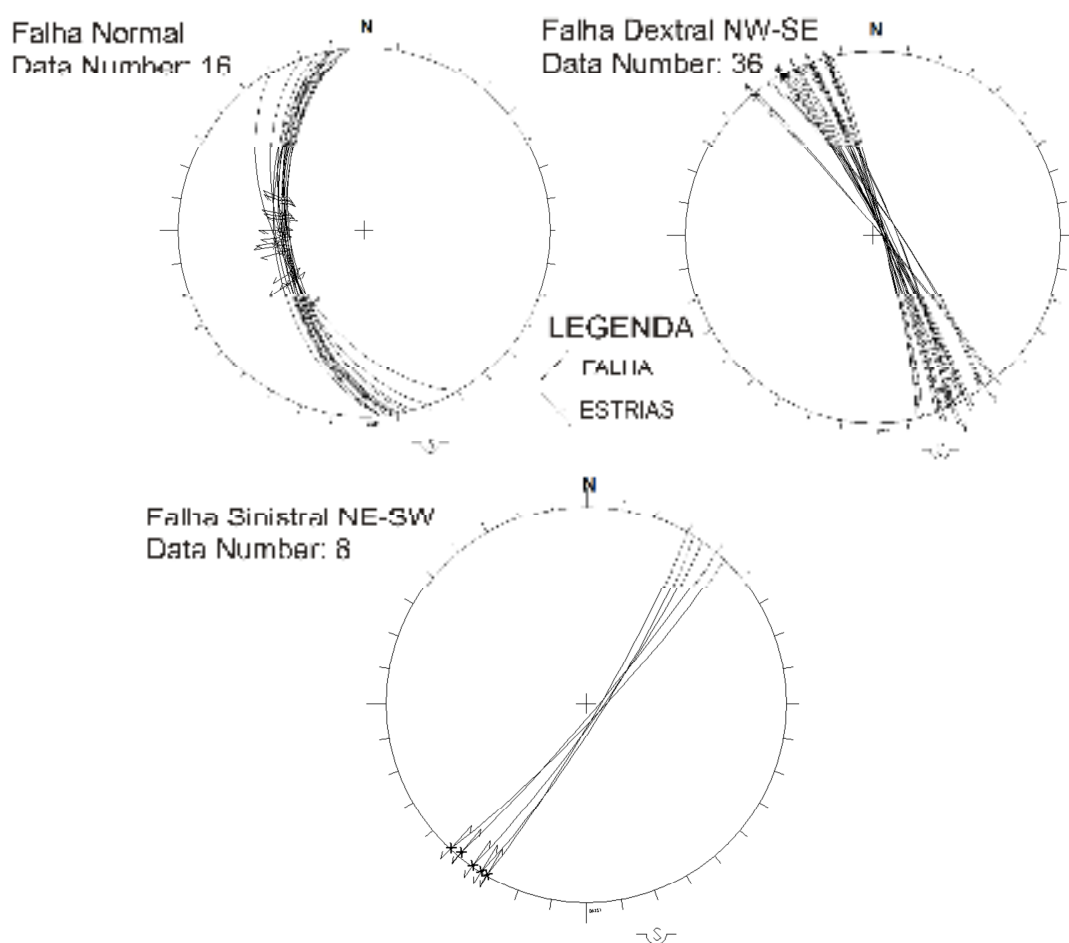 Falha Normal
Data Number: 16
N
S
Falha Dextral NW-SE
Data Number: 36
N
LEGENDA
FALHA
ESTRIAS
Falha Sinistral NE-SW
Data Number: 8
N
S